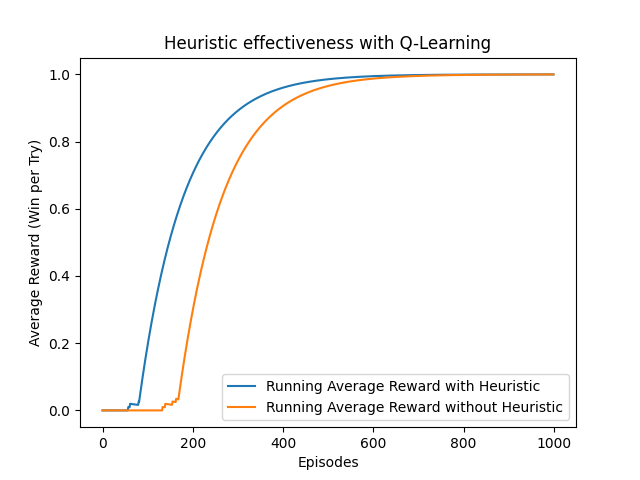 Heuristic effectiveness with Q-Learning
1.0
0.8
0.6
0.4
0.2
0.0
Average Reward (Win per Try)
Running Average Reward with Heuristic
Running Average Reward without Heuristic
0 200 400 600 800 1000
Episodes